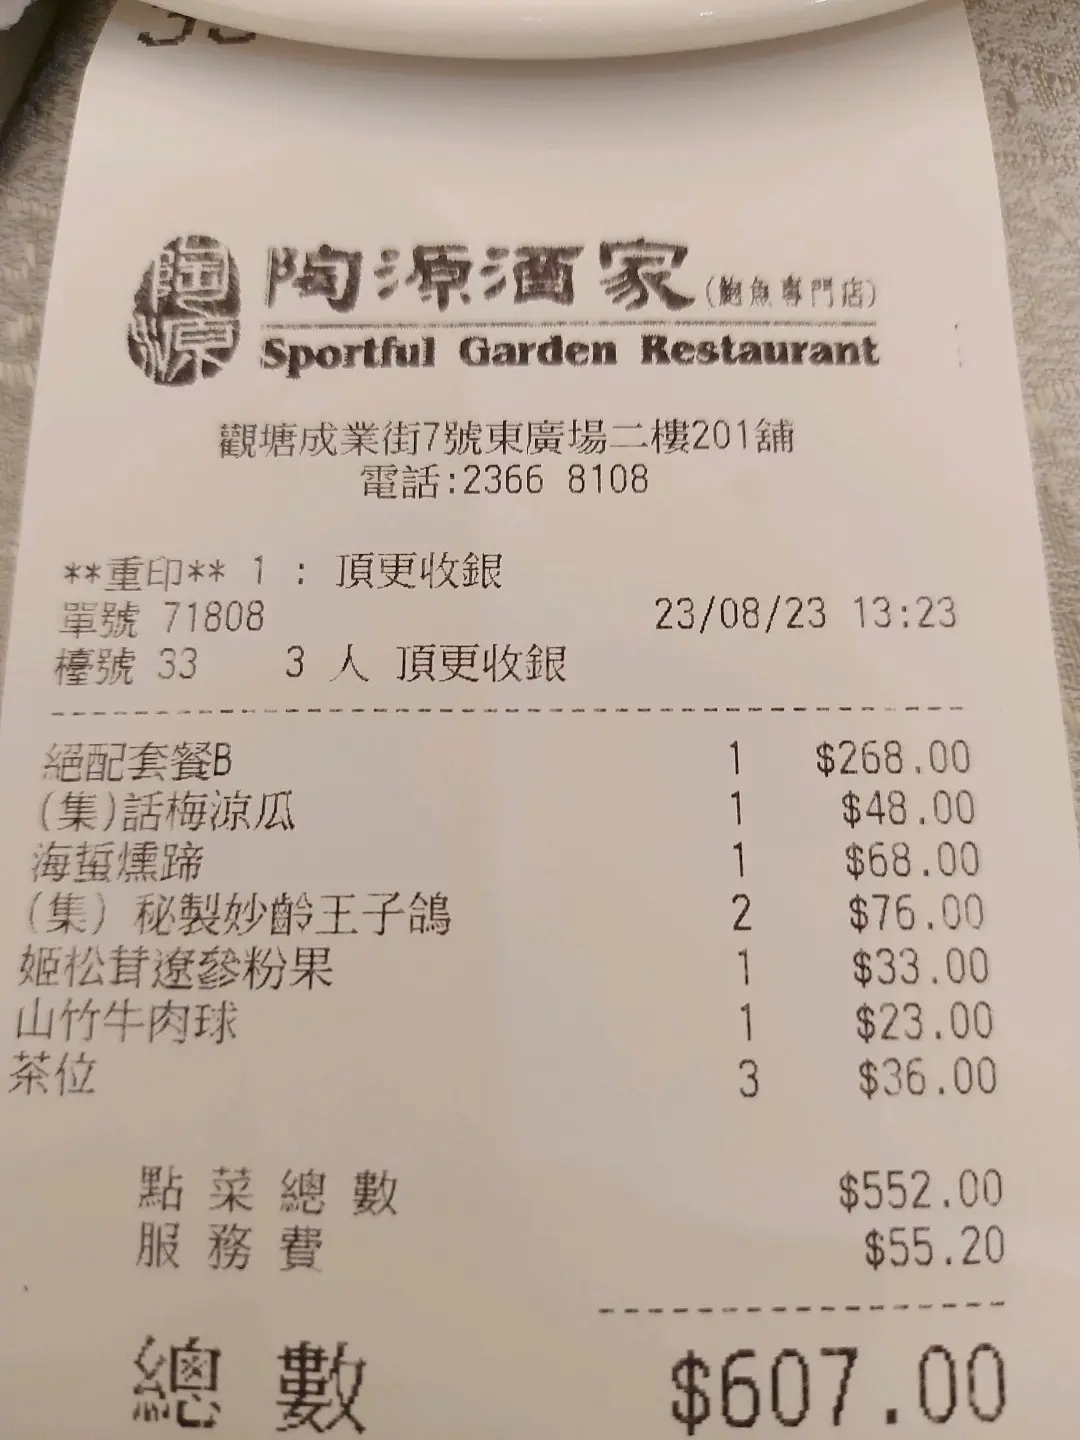 33
陶源
陶源酒家(鮑魚專門店)
Sportful Garden Restaurant
觀塘成業街7號東廣場二樓201舖
電話:2366 8108
**重印** 1 : 頂更收銀
單號 71808 23/08/23 13:23
檯號 33 3 人 頂更收銀
絕配套餐B 1 $268.00
(集)話梅涼瓜 1 $48.00
海蜇燻蹄 1 $68.00
(集) 秘製妙齡王子鴿 2 $76.00
姬松茸遼參粉果 1 $33.00
山竹牛肉球 1 $23.00
茶位 3 $36.00
點菜總數 $552.00
服務費 $55.20
總數 $607.00